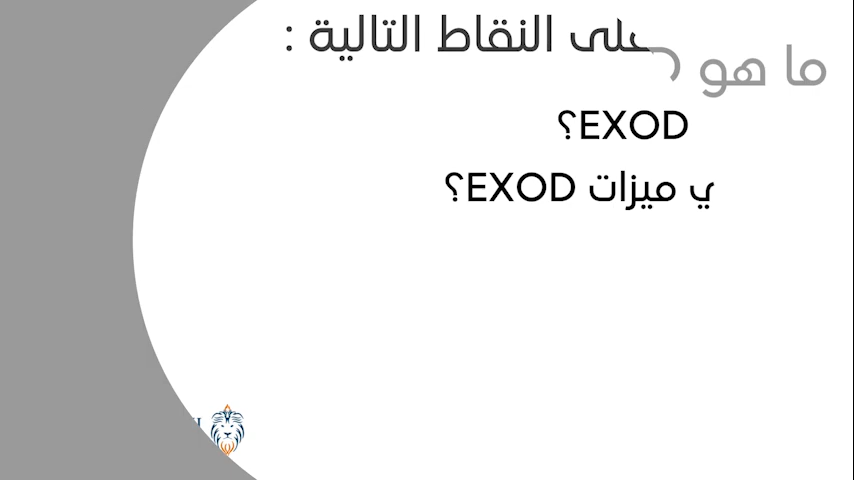 على النقاط التالية :
ما هو
EXOD؟
ي ميزات EXOD؟